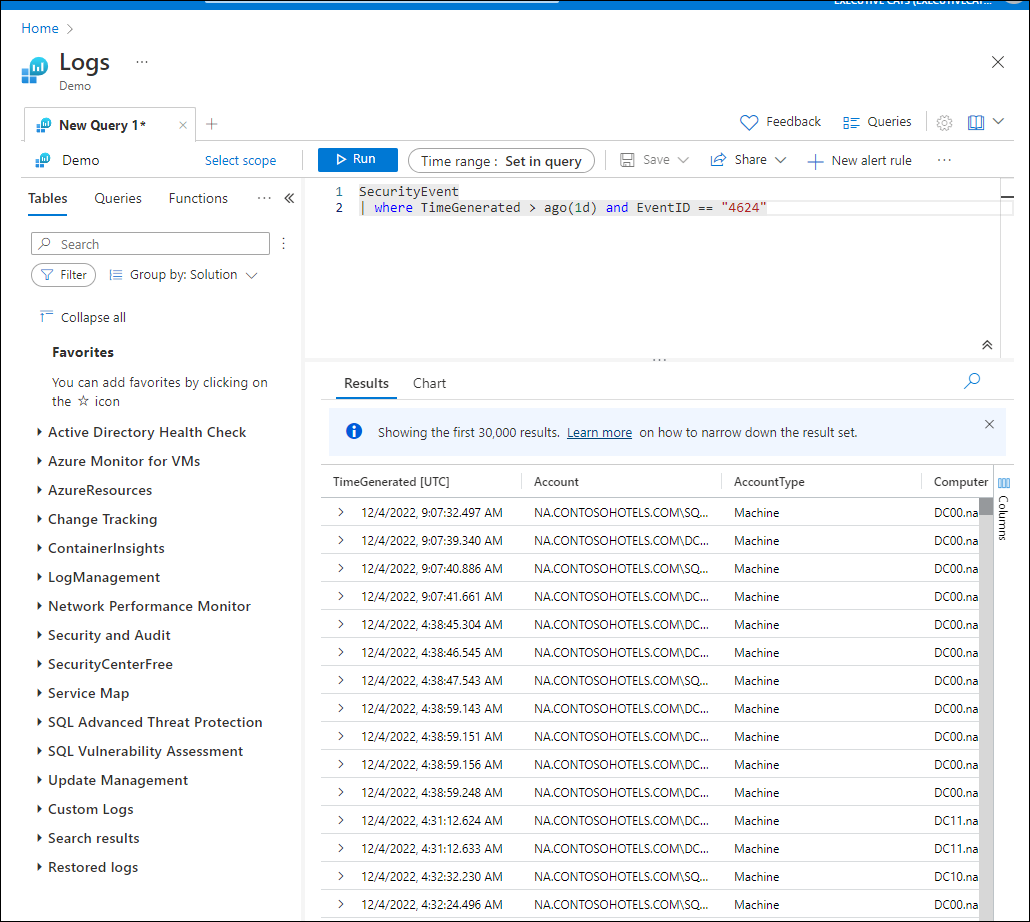 Home
Logs ...
Demo
New Query 1*
Feedback Queries
Demo Select scope Run Time range : Set in query Save Share New alert rule ...
Tables Queries Functions ...
1 SecurityEvent
2 | where TimeGenerated > ago(1d) and EventID == "4624"
Search
Filter Group by: Solution
Collapse all
Favorites
You can add favorites by clicking on
the ☆ icon
Active Directory Health Check
Azure Monitor for VMs
AzureResources
Change Tracking
ContainerInsights
LogManagement
Network Performance Monitor
Security and Audit
SecurityCenterFree
Service Map
SQL Advanced Threat Protection
SQL Vulnerability Assessment
Update Management
Custom Logs
Search results
Restored logs
Results Chart
Showing the first 30,000 results. Learn more on how to narrow down the result set.
TimeGenerated [UTC] Account AccountType Computer
Columns
12/4/2022, 9:07:32.497 AM NA.CONTOSOHOTELS.COM\SQ... Machine DC00.na
12/4/2022, 9:07:39.340 AM NA.CONTOSOHOTELS.COM\DC... Machine DC00.na
12/4/2022, 9:07:40.886 AM NA.CONTOSOHOTELS.COM\SQ... Machine DC00.na
12/4/2022, 9:07:41.661 AM NA.CONTOSOHOTELS.COM\DC... Machine DC00.na
12/4/2022, 4:38:45.304 AM NA.CONTOSOHOTELS.COM\DC... Machine DC00.na
12/4/2022, 4:38:46.545 AM NA.CONTOSOHOTELS.COM\DC... Machine DC00.na
12/4/2022, 4:38:47.543 AM NA.CONTOSOHOTELS.COM\SQ... Machine DC00.na
12/4/2022, 4:38:59.143 AM NA.CONTOSOHOTELS.COM\DC... Machine DC00.na
12/4/2022, 4:38:59.151 AM NA.CONTOSOHOTELS.COM\DC... Machine DC00.na
12/4/2022, 4:38:59.156 AM NA.CONTOSOHOTELS.COM\DC... Machine DC00.na
12/4/2022, 4:38:59.248 AM NA.CONTOSOHOTELS.COM\DC... Machine DC00.na
12/4/2022, 4:31:12.624 AM NA.CONTOSOHOTELS.COM\DC... Machine DC11.na
12/4/2022, 4:31:12.633 AM NA.CONTOSOHOTELS.COM\DC... Machine DC11.na
12/4/2022, 4:32:32.230 AM NA.CONTOSOHOTELS.COM\SQ... Machine DC10.na
12/4/2022, 4:32:24.496 AM NA.CONTOSOHOTELS.COM\SQ... Machine DC00.na